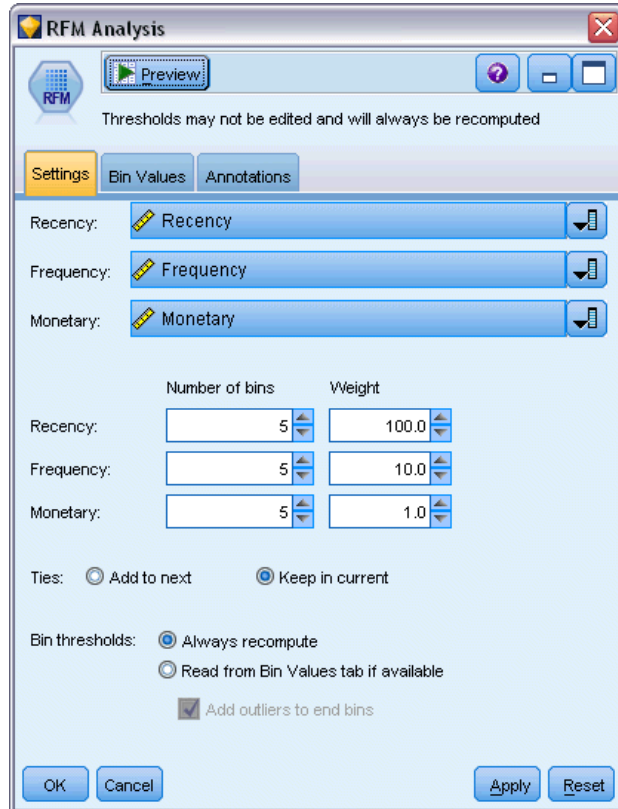 RFM Analysis
RFM
Preview
?
Thresholds may not be edited and will always be recomputed
Settings Bin Values Annotations
Recency: Recency
Frequency: Frequency
Monetary: Monetary
Number of bins Weight
Recency: 5 100.0
Frequency: 5 10.0
Monetary: 5 1.0
Ties: Add to next Keep in current
Bin thresholds: Always recompute
Read from Bin Values tab if available
Add outliers to end bins
OK Cancel Apply Reset